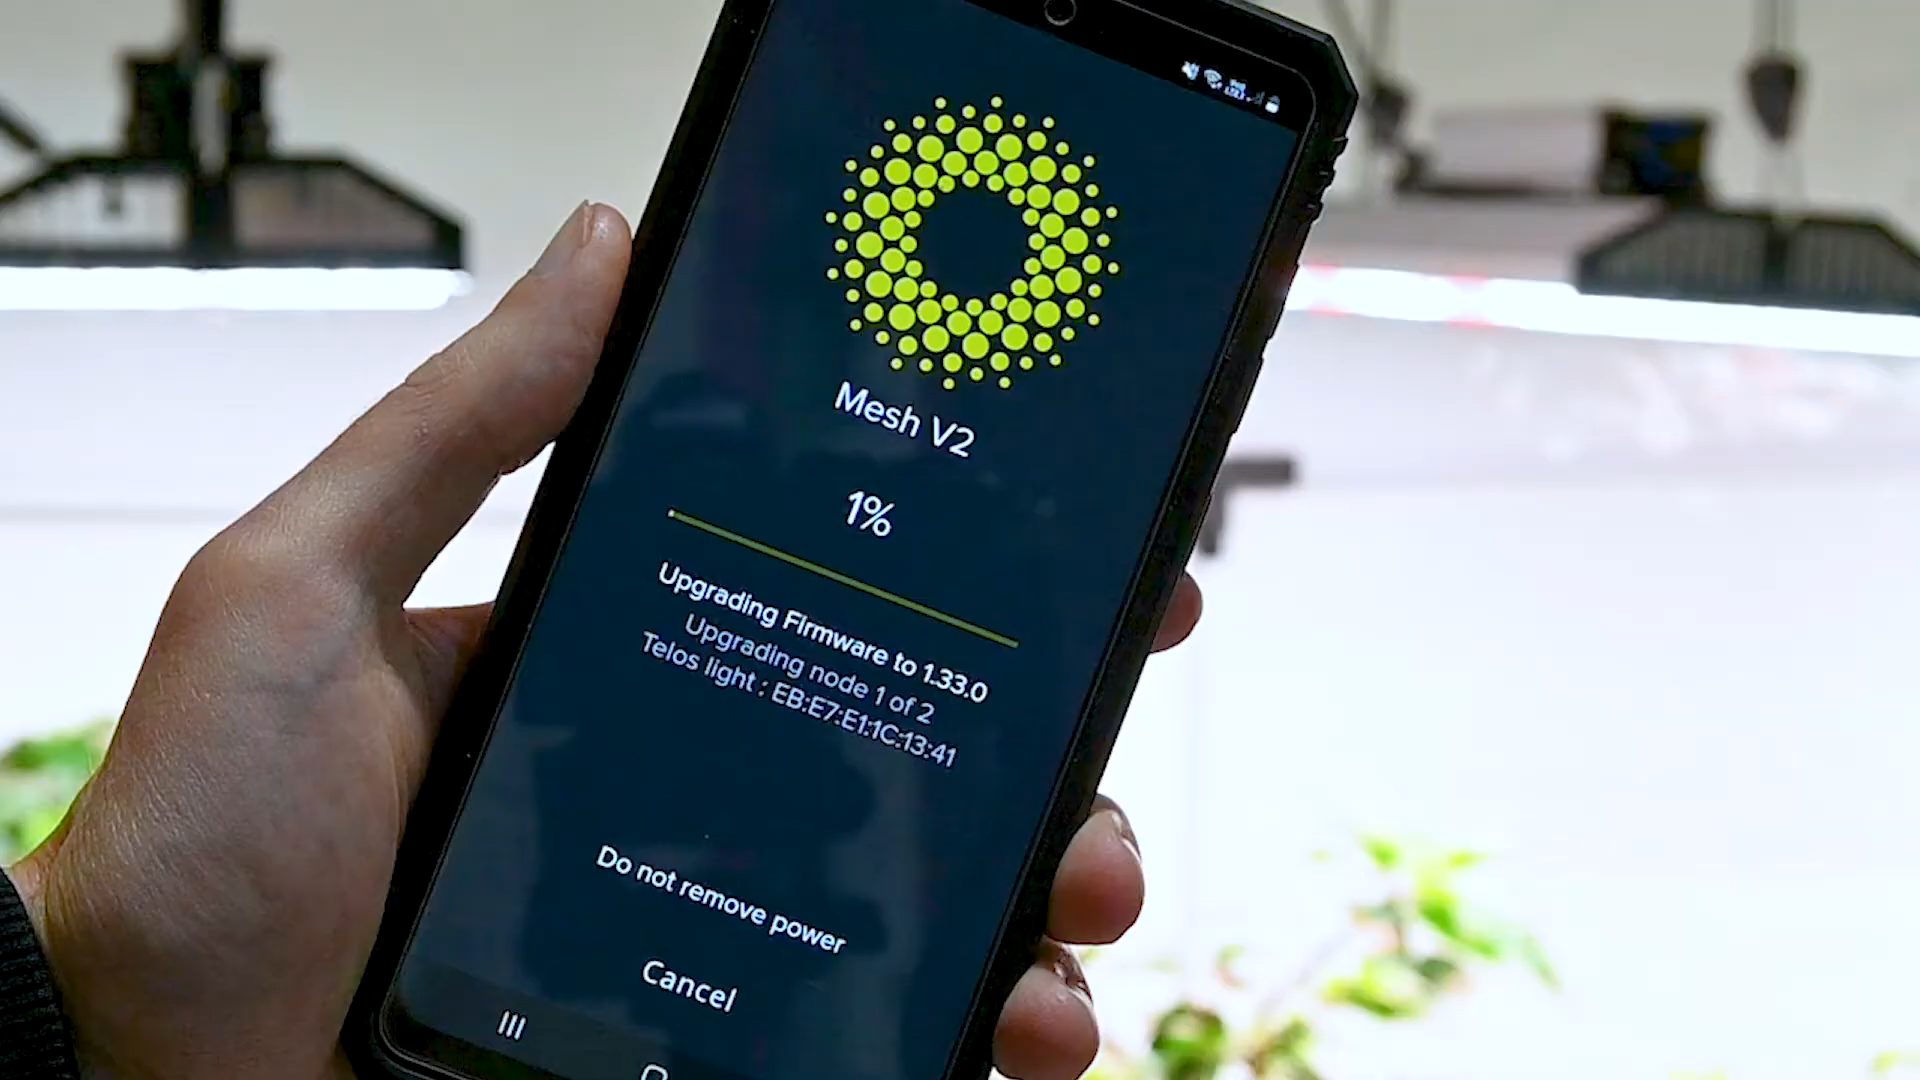 Mesh V2
1%
Upgrading Firmware to 1.33.0
Upgrading node 1 of 2
Telos light : EB:E7:E1:1C:13:41
Do not remove power
Cancel